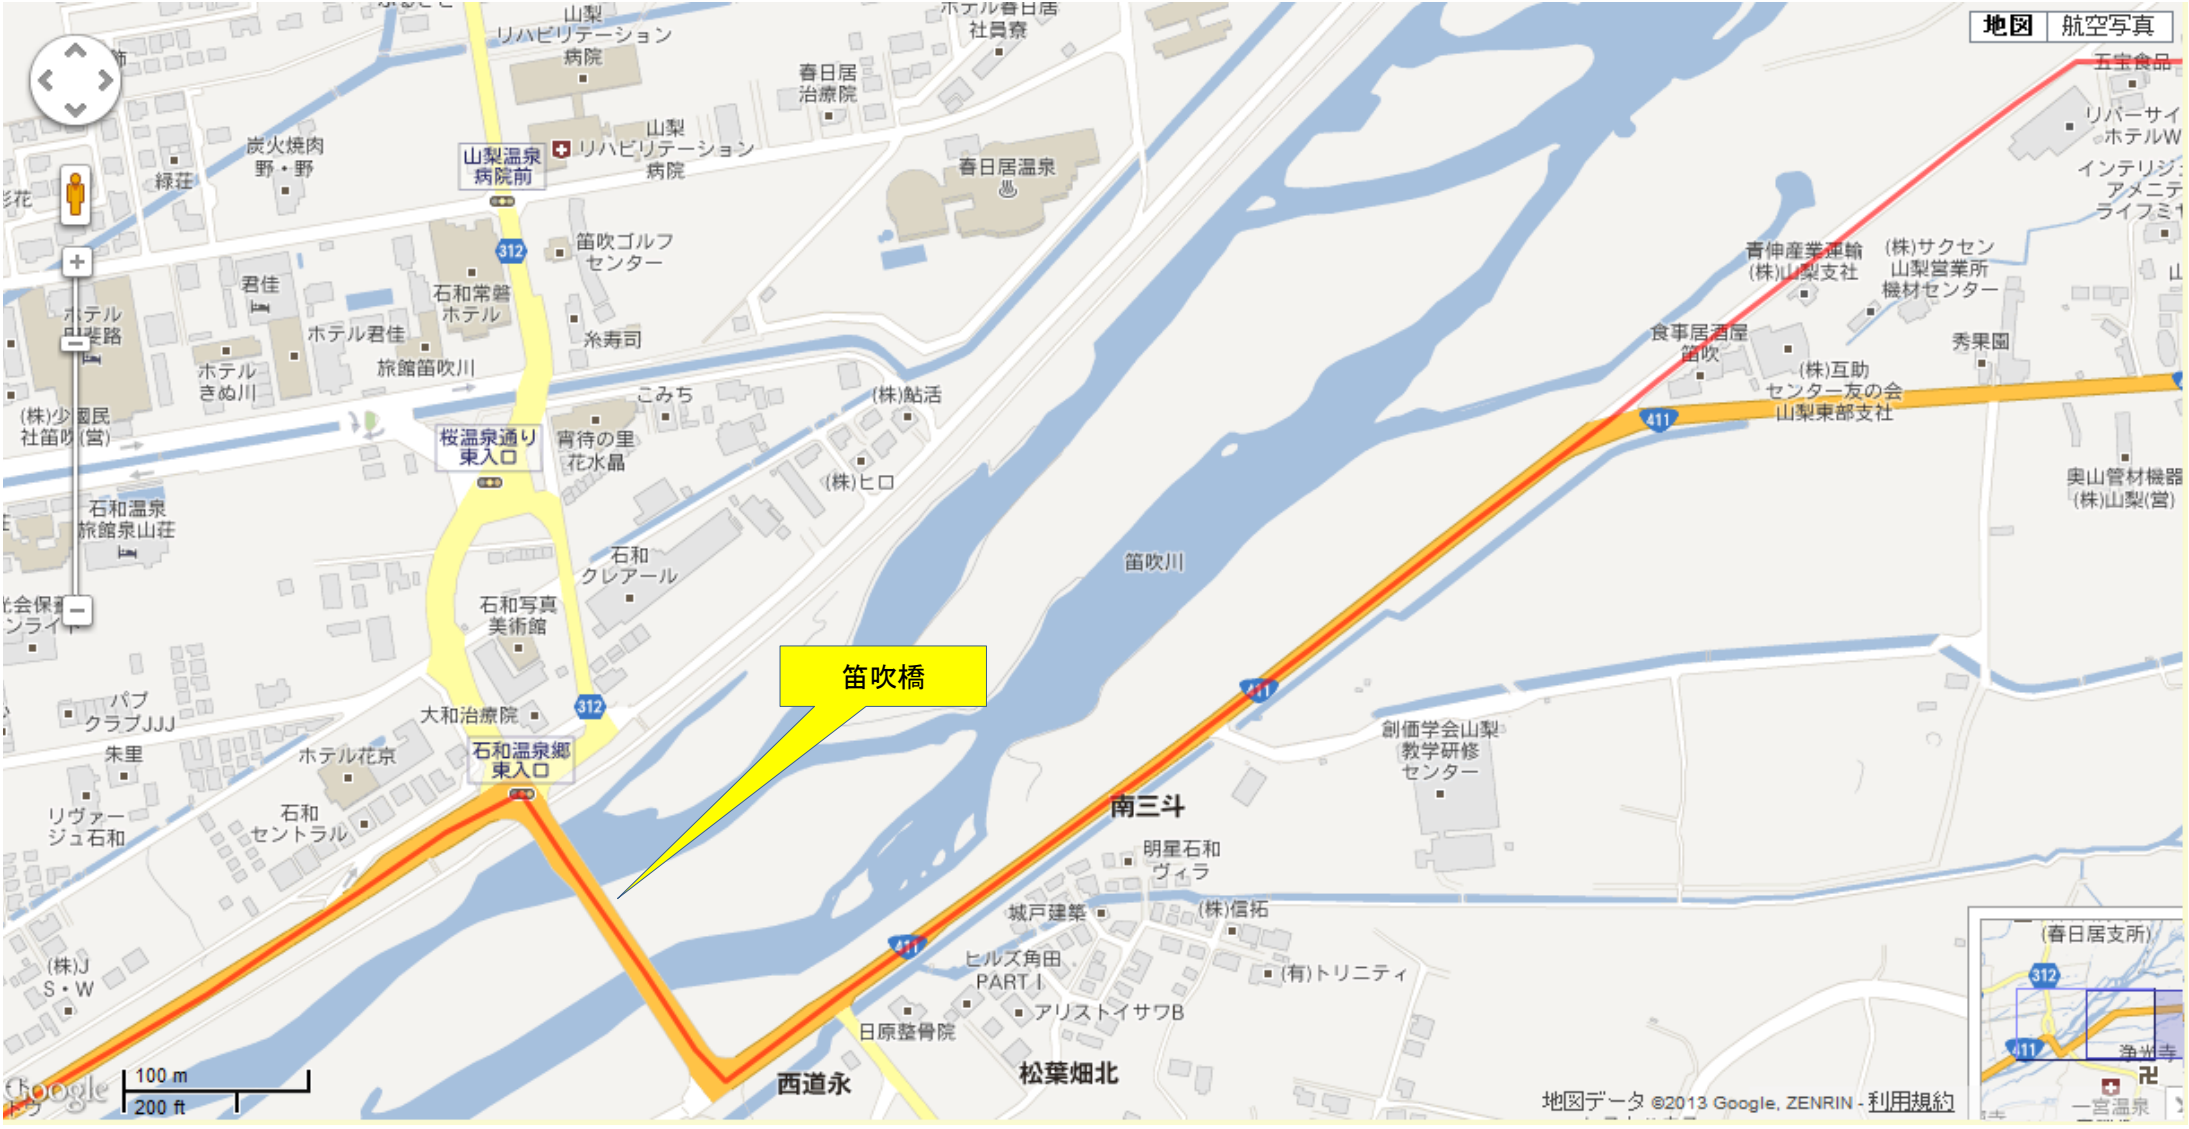 地図
航空写真
山梨
リハビリテーション
病院
ホテル春日居
社員寮
春日居
治療院
五宝食品
リバーサイ
ホテルW
インテリジェ
アメニテ
ライフミヤ
炭火焼肉
野・野
緑荘
山梨温泉
病院前
山梨
リハビリテーション
病院
春日居温泉
312
笛吹ゴルフ
センター
君佳
石和常磐
ホテル
ホテル君佳
糸寿司
旅館笛吹川
ホテル
きぬ川
ホテル
甲斐路
青伸産業運輸
(株)山梨支社
(株)サクセン
山梨営業所
機材センター
食事居酒屋
笛吹
秀果園
(株)互助
センター友の会
山梨東部支社
411
奥山管材機器
(株)山梨(営)
(株)少國民
社笛吹(営)
こみち
(株)鮎活
桜温泉通り
東入口
宵待の里
花水晶
(株)ヒロ
石和温泉
旅館泉山荘
石和
クレアール
笛吹川
石和写真
美術館
笛吹橋
312
411
パブ
クラブJJJ
大和治療院
朱里
ホテル花京
石和温泉郷
東入口
創価学会山梨
教学研修
センター
リヴァー
ジュ石和
石和
セントラル
南三斗
明星石和
ヴィラ
城戸建築
(株)信拓
411
(株)J
S・W
ヒルズ角田
PART I
(有)トリニティ
アリストイサワB
日原整骨院
西道永
松葉畑北
(春日居支所)
312
411
浄光寺
一宮温泉
Google
100 m
200 ft
地図データ ©2013 Google, ZENRIN - 利用規約